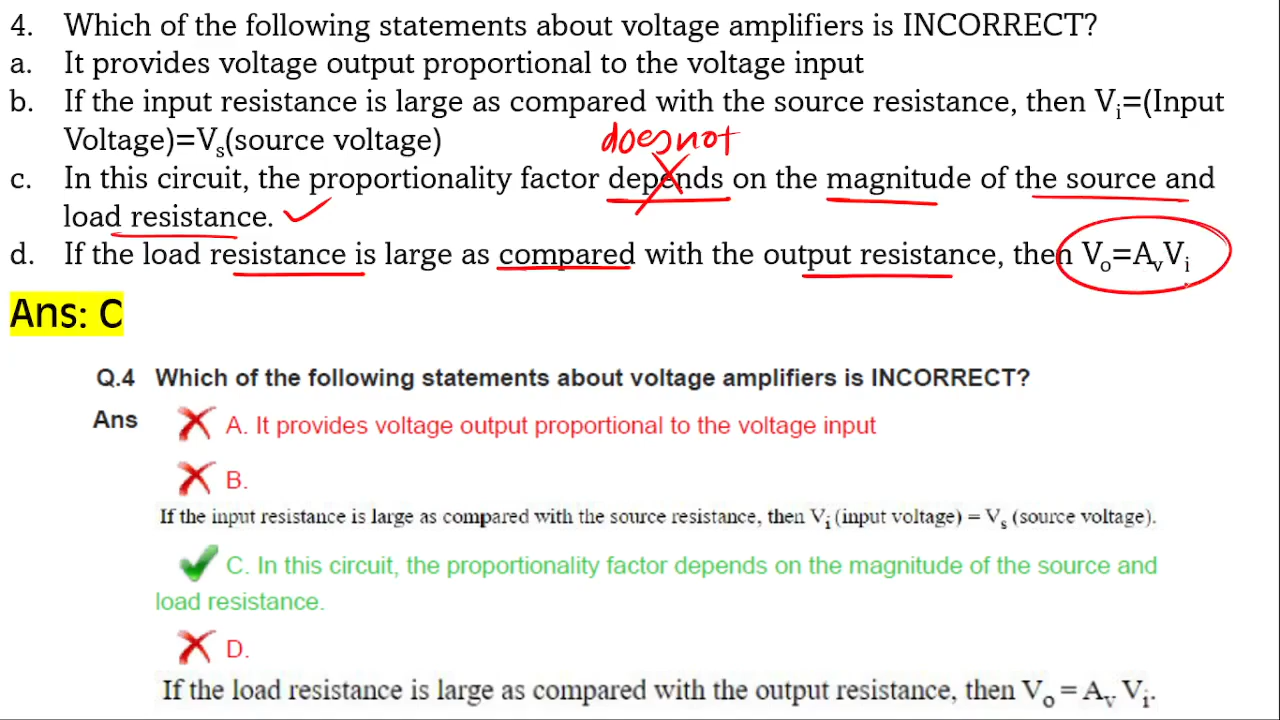 4. Which of the following statements about voltage amplifiers is INCORRECT?
a. It provides voltage output proportional to the voltage input
b. If the input resistance is large as compared with the source resistance, then Vi=(Input
Voltage)=Vs(source voltage)
does not
c. In this circuit, the proportionality factor depends on the magnitude of the source and
load resistance.
d. If the load resistance is large as compared with the output resistance, then Vo=AvVi
Ans: C
Q.4 Which of the following statements about voltage amplifiers is INCORRECT?
Ans A. It provides voltage output proportional to the voltage input
B.
If the input resistance is large as compared with the source resistance, then Vi (input voltage) = Vs (source voltage).
C. In this circuit, the proportionality factor depends on the magnitude of the source and
load resistance.
D.
If the load resistance is large as compared with the output resistance, then Vo = Av Vi.